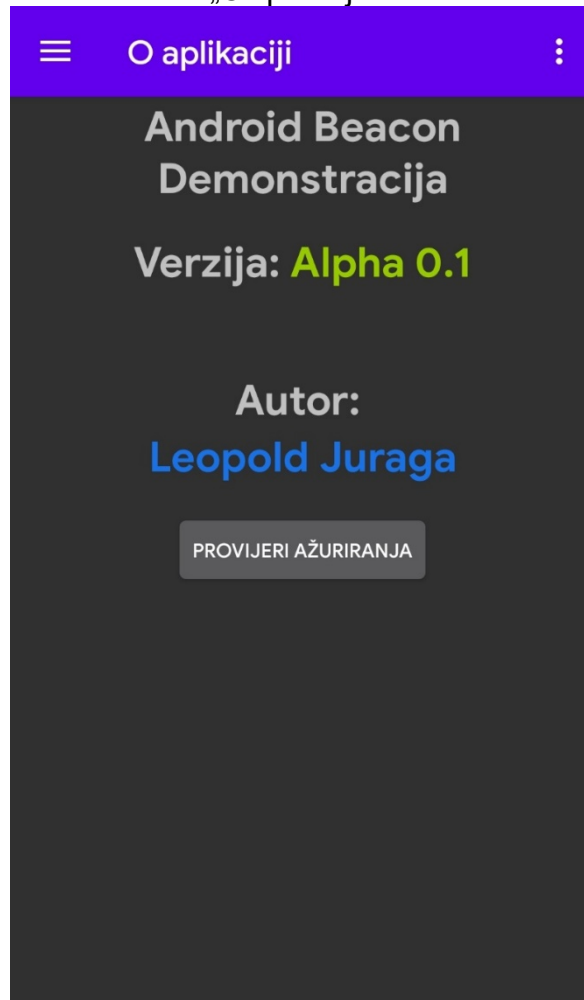 O aplikaciji
Android Beacon
Demonstracija
Verzija: Alpha 0.1
Autor:
Leopold Juraga
PROVIJERI AŽURIRANJA